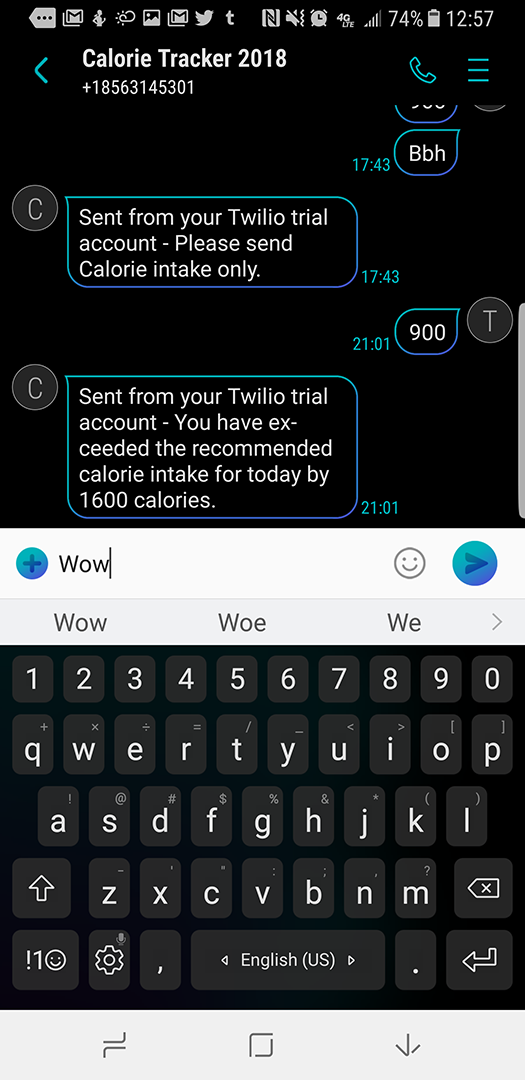 74% 12:57
Calorie Tracker 2018
+18563145301
Bbh
17:43
C
Sent from your Twilio trial
account - Please send
Calorie intake only.
17:43
T
900
21:01
C
Sent from your Twilio trial
account - You have ex-
ceeded the recommended
calorie intake for today by
1600 calories.
21:01
Wow
Wow Woe We
1 2 3 4 5 6 7 8 9 0
+ × ÷ = / _ < > [ ]
q w e r t y u i o p
! @ # $ % ^ & * ( )
a s d f g h j k l
- ' " : ; , ?
z x c v b n m
!1☺ , English (US) .